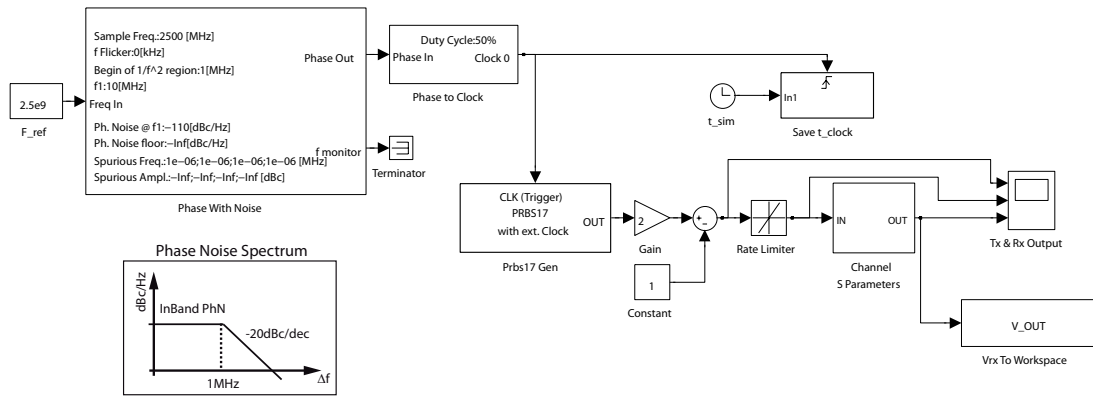 Sample Freq.:2500 [MHz]
f Flicker:0[kHz]
Begin of 1/f^2 region:1[MHz]
f1:10[MHz]
Freq In
Ph. Noise @ f1:−110[dBc/Hz]
Ph. Noise floor:−Inf[dBc/Hz]
Spurious Freq.:1e−06;1e−06;1e−06;1e−06 [MHz]
Spurious Ampl.:−Inf;−Inf;−Inf;−Inf [dBc]
Phase Out
f monitor
Phase With Noise
2.5e9
F_ref
Duty Cycle:50%
Phase In
Clock 0
Phase to Clock
Terminator
t_sim
In1
Save t_clock
CLK (Trigger)
PRBS17
with ext. Clock
OUT
Prbs17 Gen
2
Gain
+
−
1
Constant
Rate Limiter
IN
OUT
Channel
S Parameters
Tx & Rx Output
V_OUT
Vrx To Workspace
Phase Noise Spectrum
dBc/Hz
InBand PhN
-20dBc/dec
1MHz
Δf